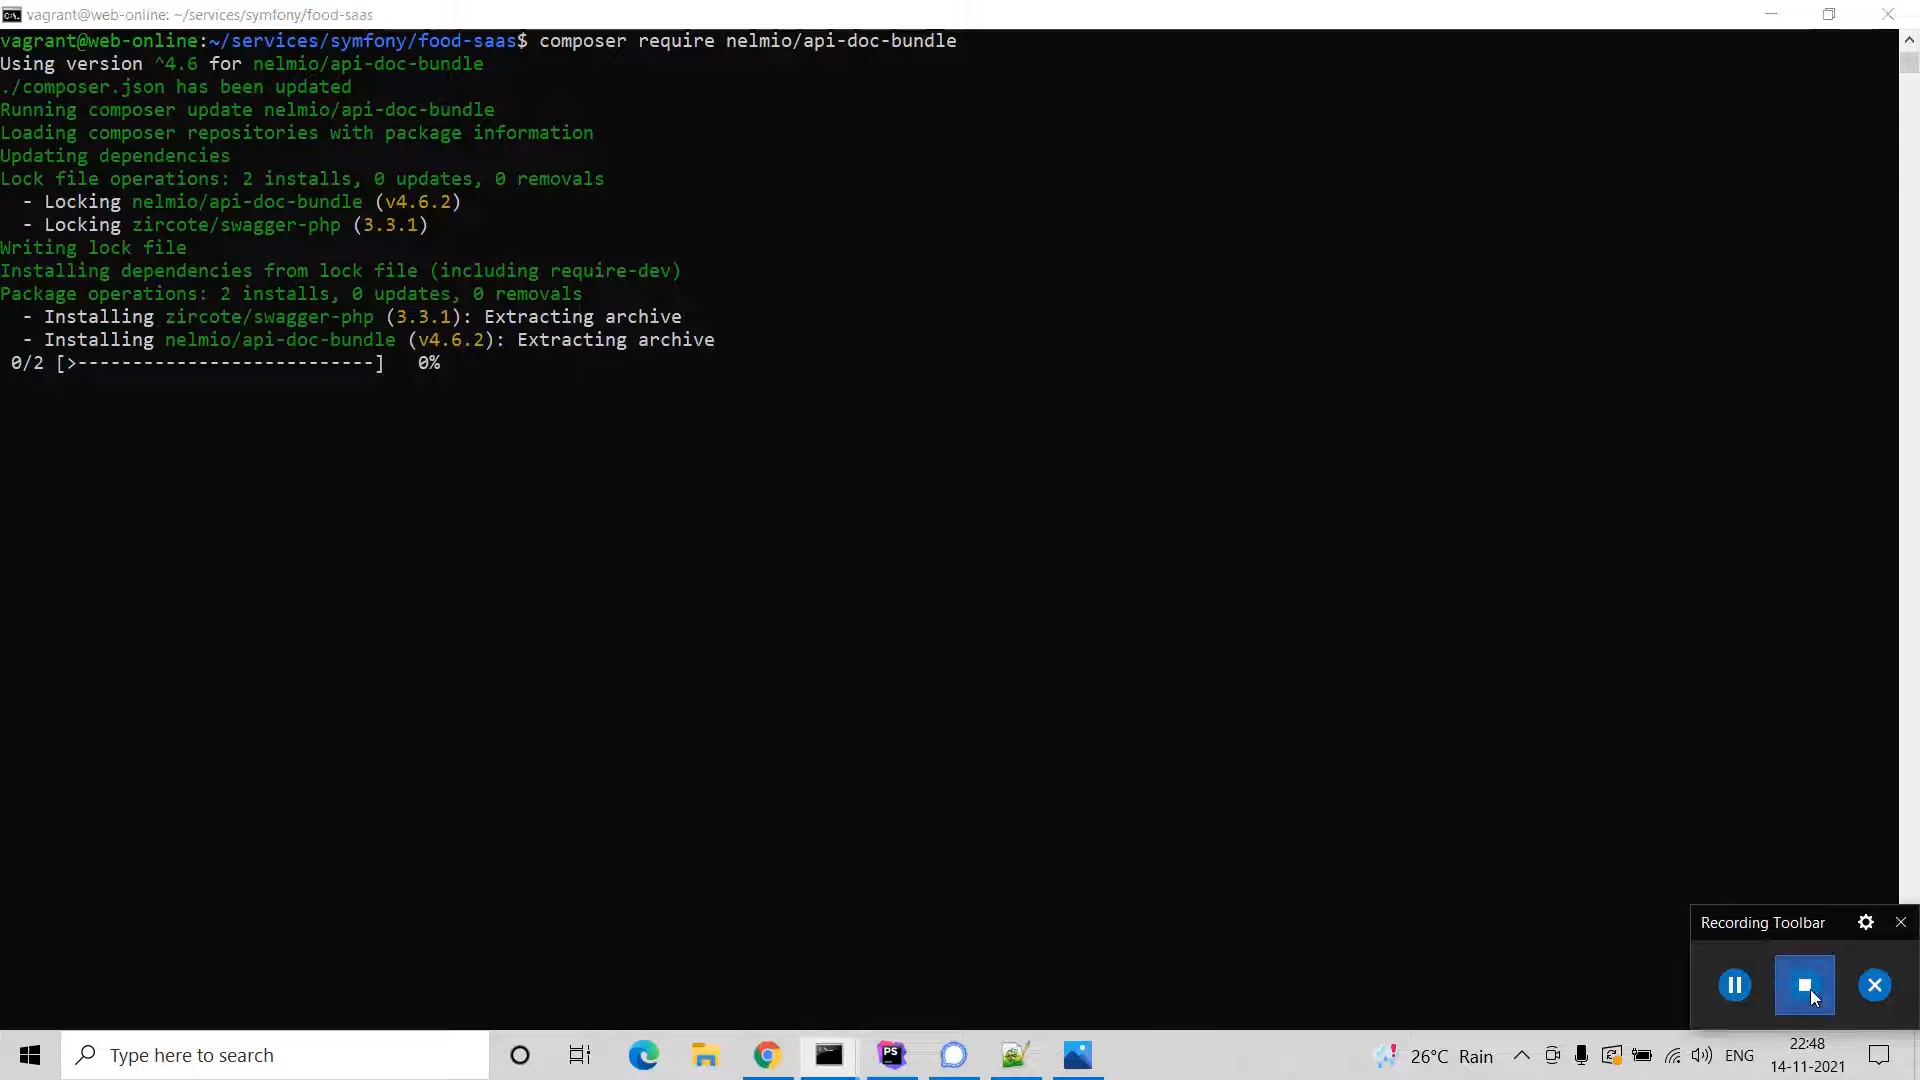 vagrant@web-online: ~/services/symfony/food-saas
vagrant@web-online:~/services/symfony/food-saas$ composer require nelmio/api-doc-bundle
Using version ^4.6 for nelmio/api-doc-bundle
./composer.json has been updated
Running composer update nelmio/api-doc-bundle
Loading composer repositories with package information
Updating dependencies
Lock file operations: 2 installs, 0 updates, 0 removals
  - Locking nelmio/api-doc-bundle (v4.6.2)
  - Locking zircote/swagger-php (3.3.1)
Writing lock file
Installing dependencies from lock file (including require-dev)
Package operations: 2 installs, 0 updates, 0 removals
  - Installing zircote/swagger-php (3.3.1): Extracting archive
  - Installing nelmio/api-doc-bundle (v4.6.2): Extracting archive
 0/2 [>---------------------------]   0%
Recording Toolbar
Type here to search
PS
26°C Rain
ENG
22:48
14-11-2021